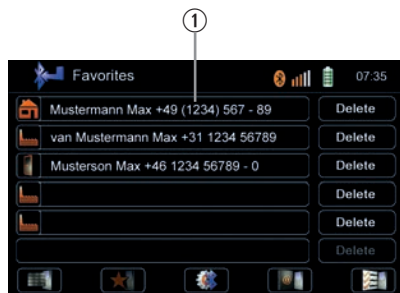 1
Favorites 07:35
Mustermann Max +49 (1234) 567 - 89 Delete
van Mustermann Max +31 1234 56789 Delete
Musterson Max +46 1234 56789 - 0 Delete
Delete
Delete
Delete